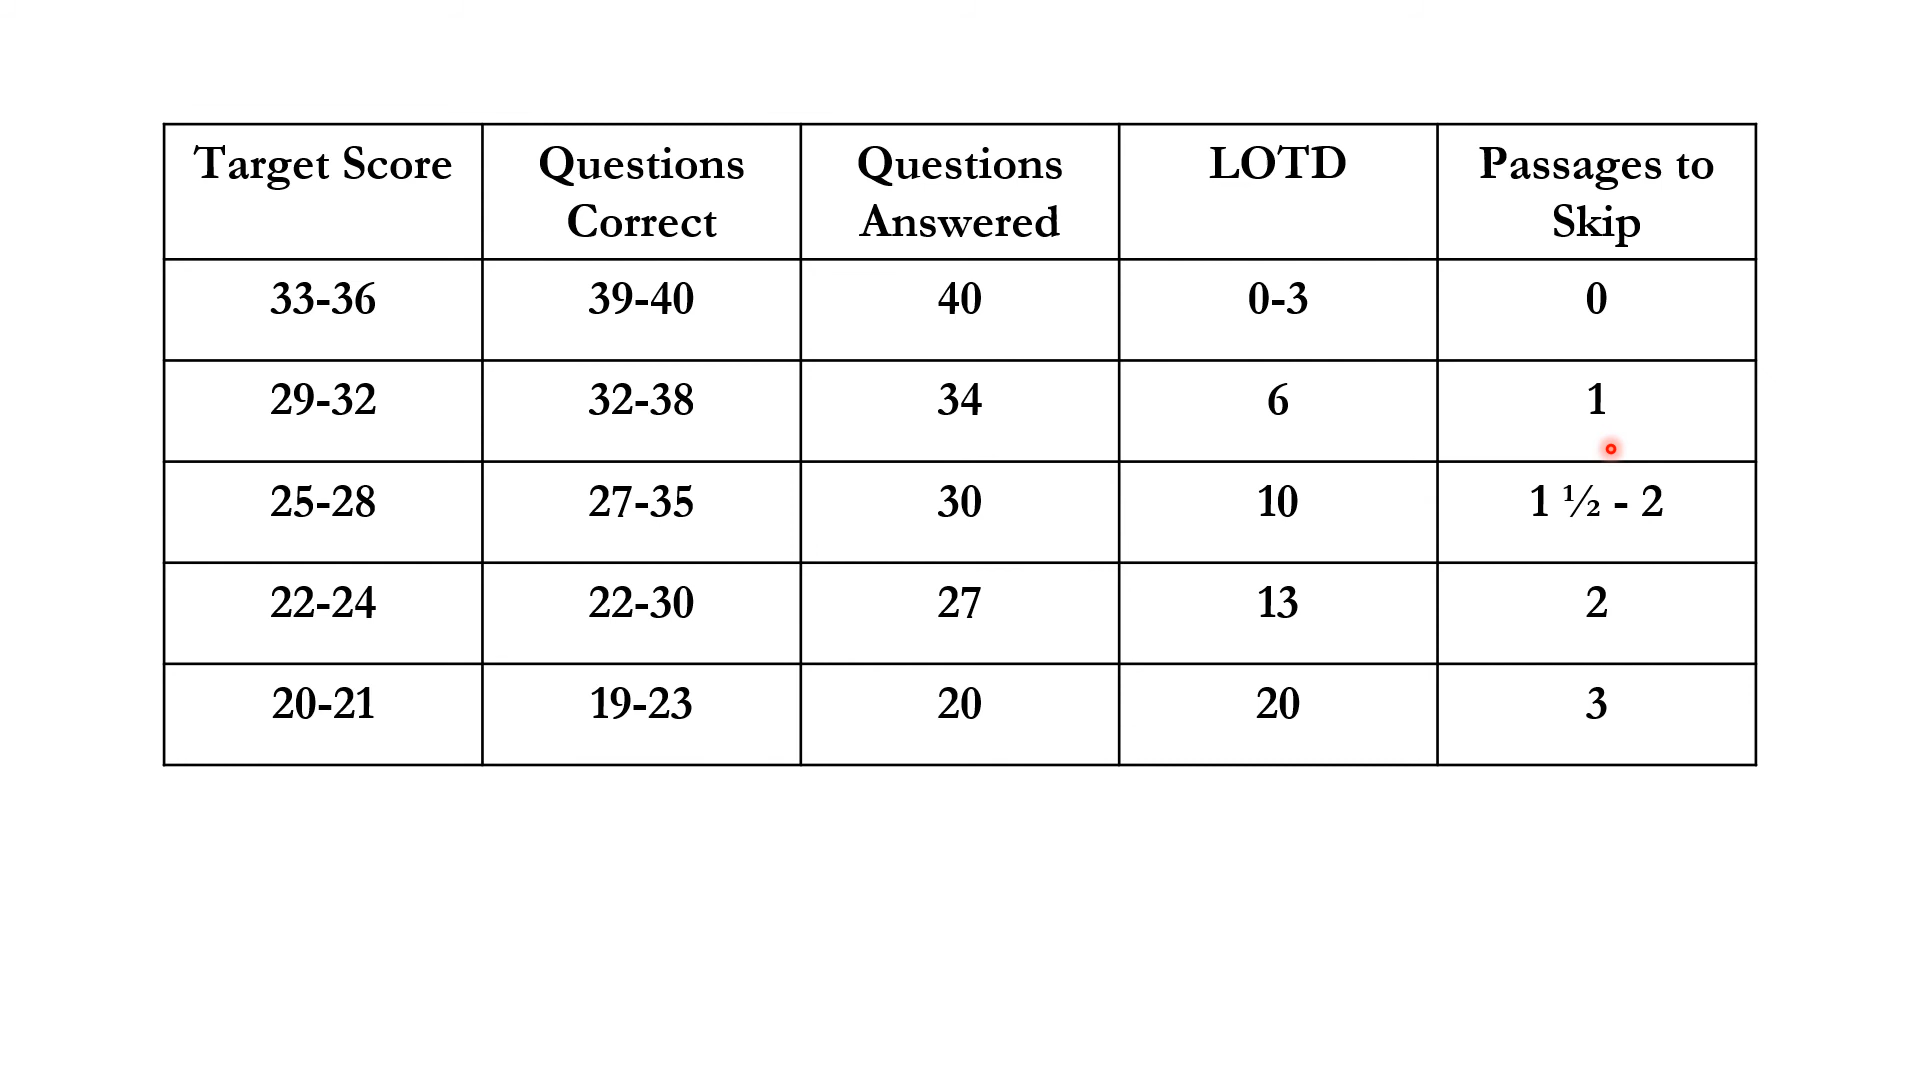 Target Score Questions Correct Questions Answered LOTD Passages to Skip
33-36 39-40 40 0-3 0
29-32 32-38 34 6 1
25-28 27-35 30 10 1 ½ - 2
22-24 22-30 27 13 2
20-21 19-23 20 20 3